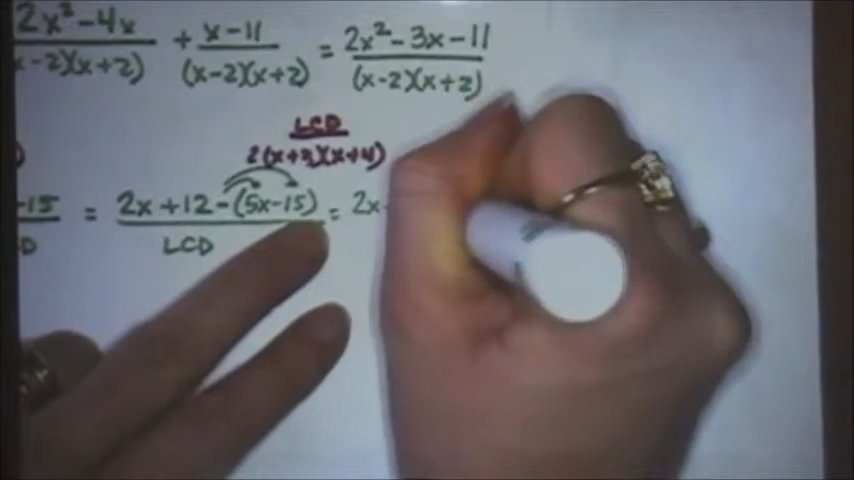 2x² - 4x / (x-2)(x+2) + x-11 / (x-2)(x+2) = 2x² - 3x - 11 / (x-2)(x+2)
LCD
2(x+3)(x+4)
-15 = 2x + 12 - (5x - 15) / LCD = 2x